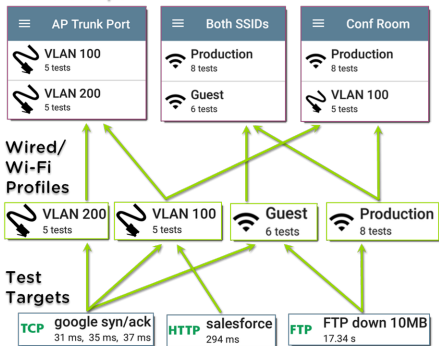 AP Trunk Port
VLAN 100
5 tests
VLAN 200
5 tests
Both SSIDs
Production
8 tests
Guest
6 tests
Conf Room
Production
8 tests
VLAN 100
5 tests
Wired/
Wi-Fi
Profiles
VLAN 200
5 tests
VLAN 100
5 tests
Guest
6 tests
Production
8 tests
Test
Targets
TCP google syn/ack
31 ms, 35 ms, 37 ms
HTTP salesforce
294 ms
FTP FTP down 10MB
17.34 s